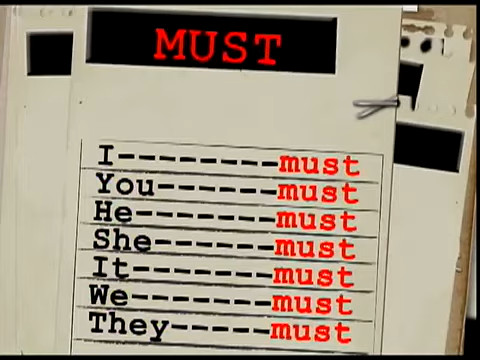 MUST
I---------must
You-------must
He--------must
She-------must
It--------must
We--------must
They------must